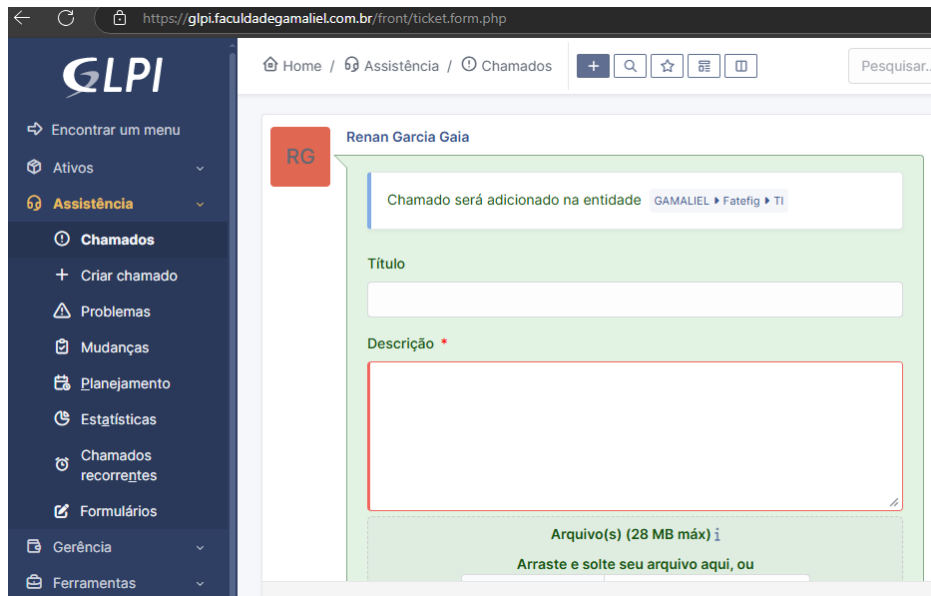 https://glpi.faculdadegamaliel.com.br/front/ticket.form.php
GLPI
Home / Assistência / Chamados
Pesquisar..
Encontrar um menu
Ativos
Assistência
Chamados
Criar chamado
Problemas
Mudanças
Planejamento
Estatísticas
Chamados
recorrentes
Formulários
Gerência
Ferramentas
RG
Renan Garcia Gaia
Chamado será adicionado na entidade GAMALIEL ▸ Fatefig ▸ TI
Título
Descrição *
Arquivo(s) (28 MB máx) i
Arraste e solte seu arquivo aqui, ou